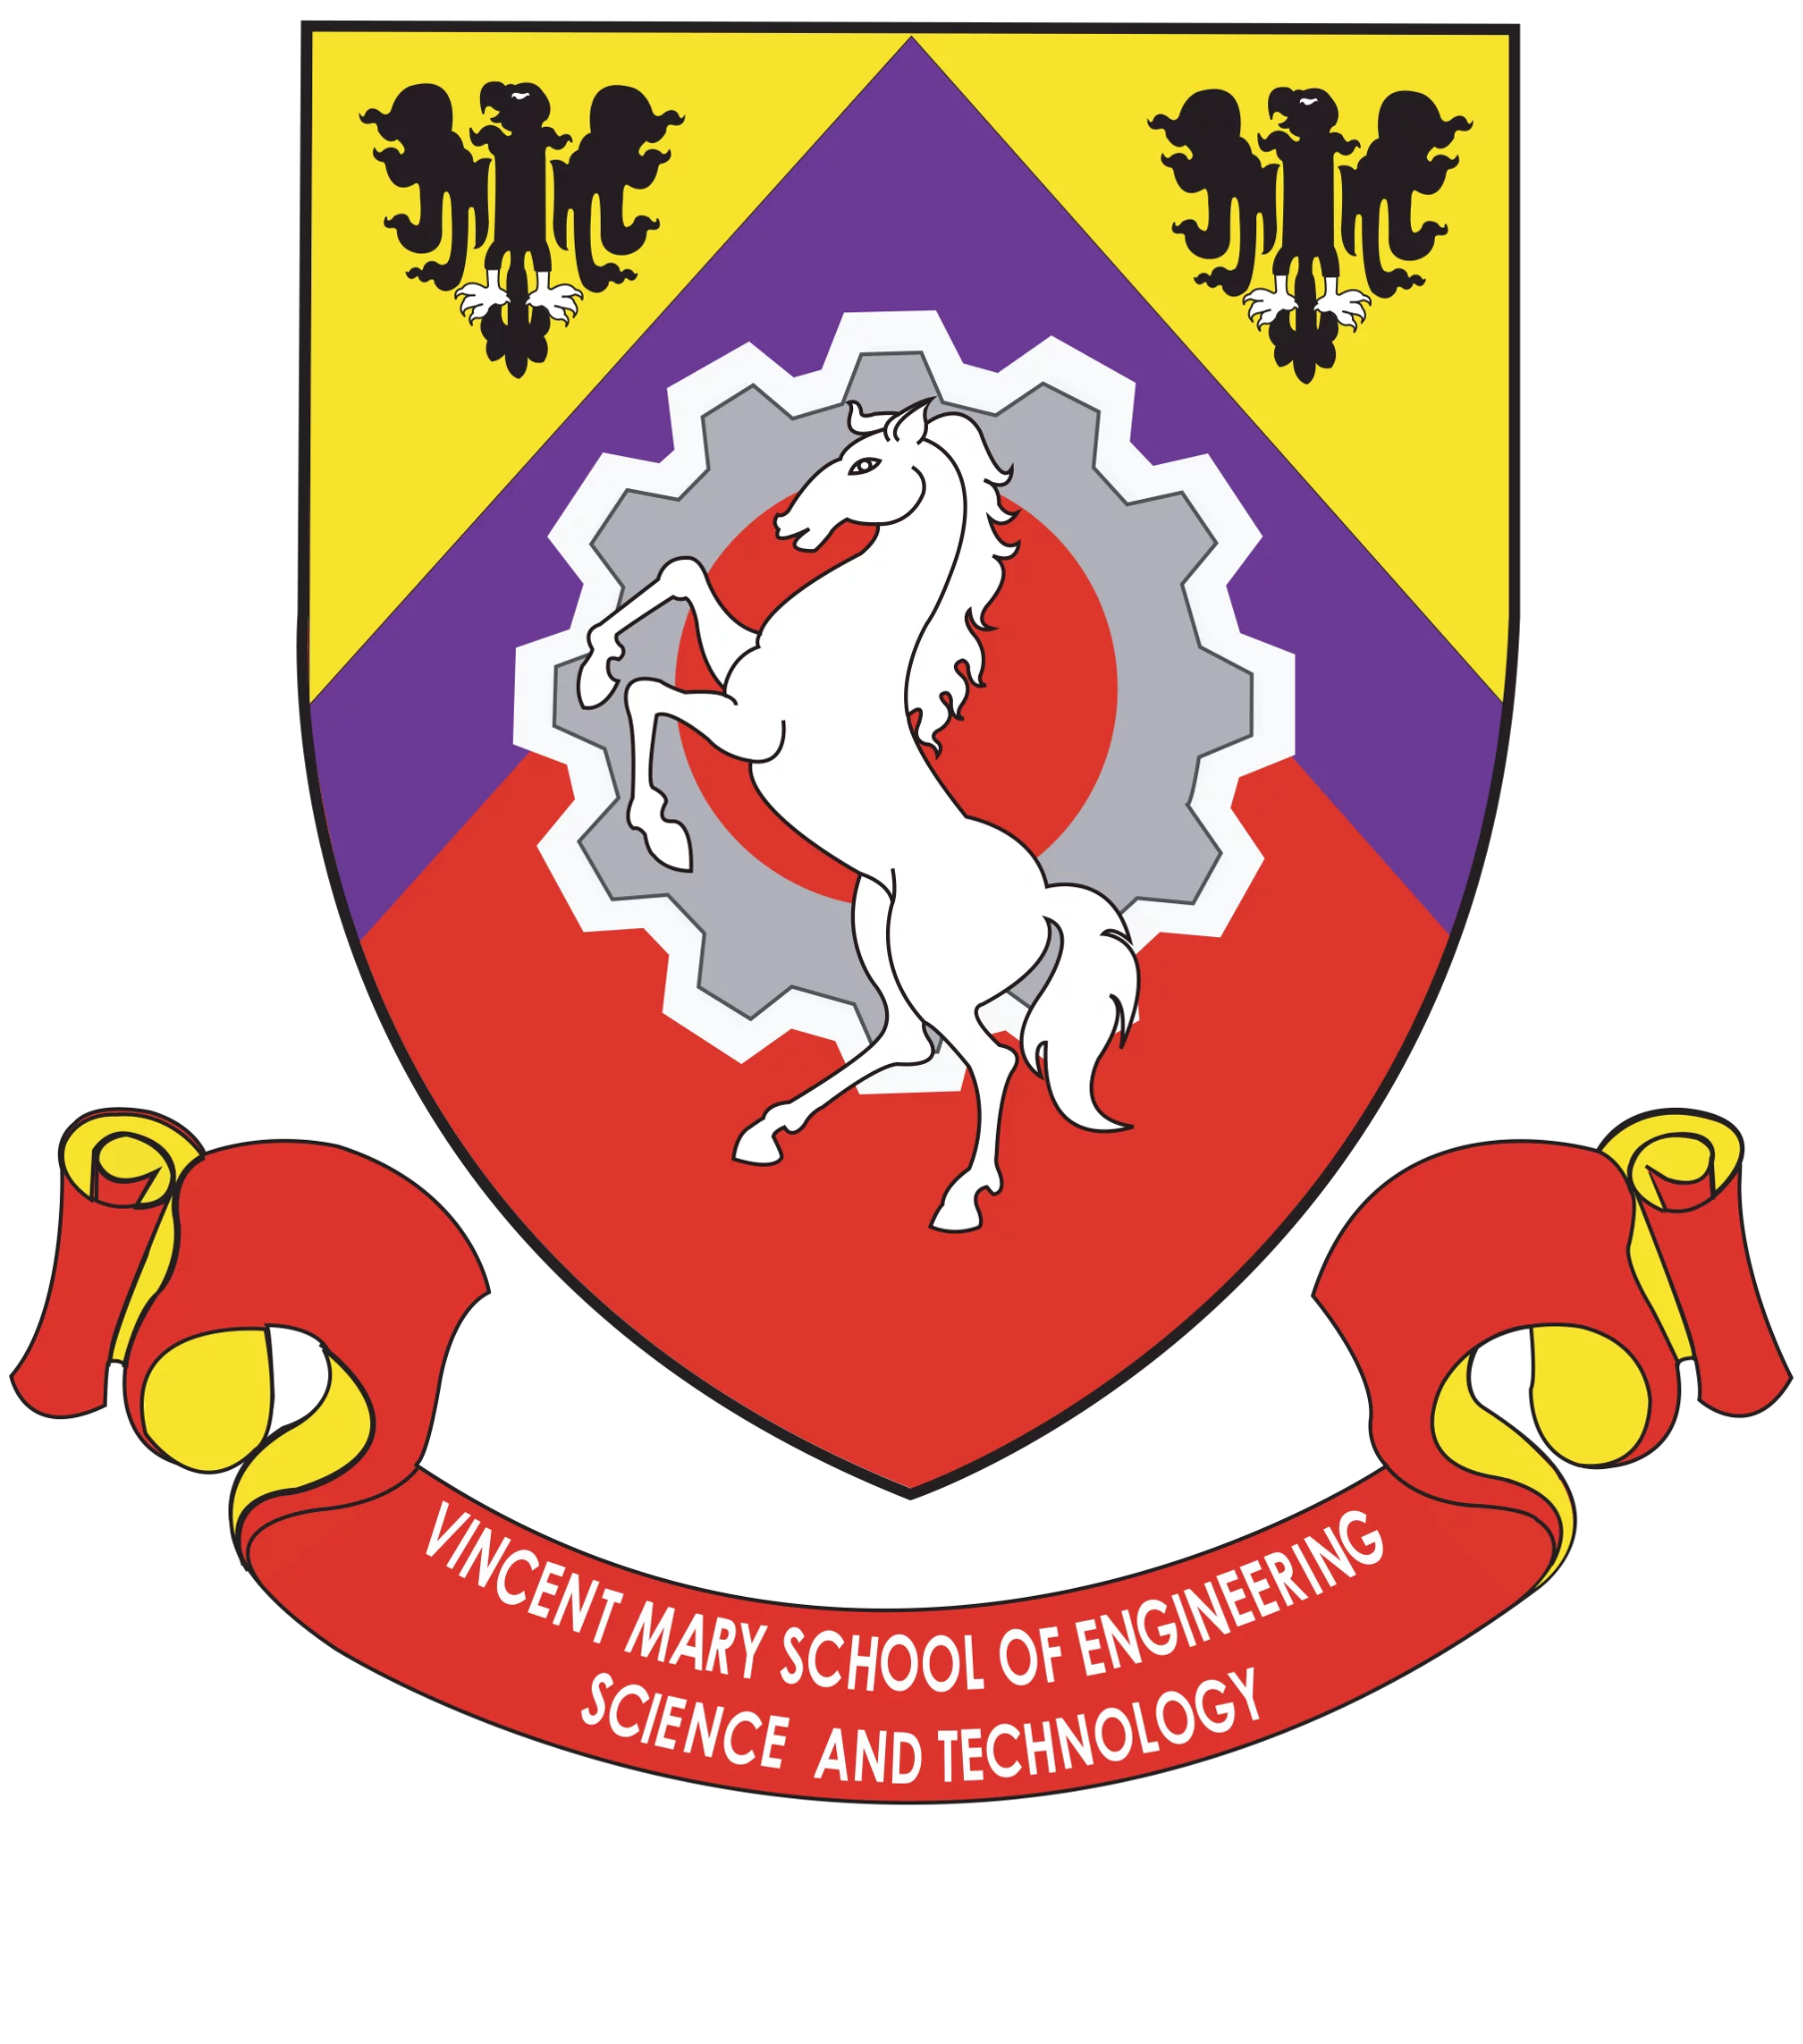 VINCENT MARY SCHOOL OF ENGINEERING
SCIENCE AND TECHNOLOGY